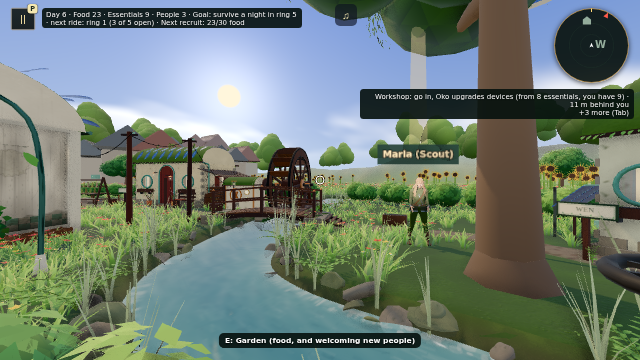 P
Day 6 · Food 23 · Essentials 9 · People 3 · Goal: survive a night in ring 5
· next ride: ring 1 (3 of 5 open) · Next recruit: 23/30 food
W
Workshop: go in, Oko upgrades devices (from 8 essentials, you have 9) ·
11 m behind you
+3 more (Tab)
Maria (Scout)
E: Garden (food, and welcoming new people)